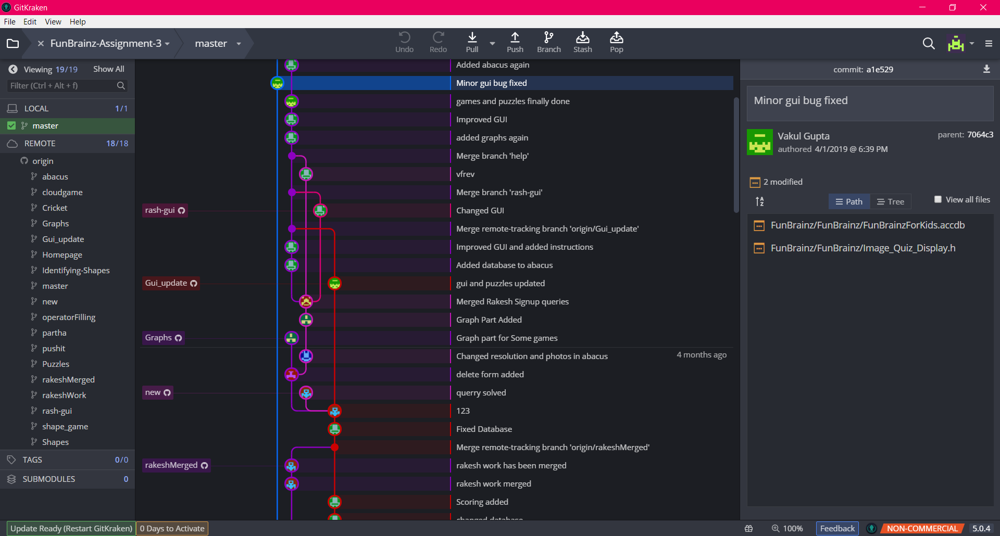 GitKraken
File Edit View Help
FunBrainz-Assignment-3 master Undo Redo Pull Push Branch Stash Pop
Viewing 19/19 Show All
Filter (Ctrl + Alt + f)
LOCAL 1/1
master
REMOTE 18/18
origin
abacus
cloudgame
Cricket
Graphs
Gui_update
Homepage
Identifying-Shapes
master
new
operatorFilling
partha
pushit
Puzzles
rakeshMerged
rakeshWork
rash-gui
shape_game
Shapes
TAGS 0/0
SUBMODULES 0
Added abacus again
Minor gui bug fixed
games and puzzles finally done
Improved GUI
added graphs again
Merge branch 'help'
vfrev
Merge branch 'rash-gui'
rash-gui Changed GUI
Merge remote-tracking branch 'origin/Gui_update'
Improved GUI and added instructions
Added database to abacus
Gui_update gui and puzzles updated
Merged Rakesh Signup queries
Graph Part Added
Graphs Graph part for Some games
Changed resolution and photos in abacus 4 months ago
delete form added
new querry solved
123
Fixed Database
Merge remote-tracking branch 'origin/rakeshMerged'
rakeshMerged rakesh work has been merged
rakesh work merged
Scoring added
changed database
commit: a1e529
Minor gui bug fixed
Vakul Gupta parent: 7064c3
authored 4/1/2019 @ 6:39 PM
2 modified
Path Tree View all files
FunBrainz/FunBrainz/FunBrainzForKids.accdb
FunBrainz/FunBrainz/Image_Quiz_Display.h
Update Ready (Restart GitKraken) 0 Days to Activate 100% Feedback NON-COMMERCIAL 5.0.4